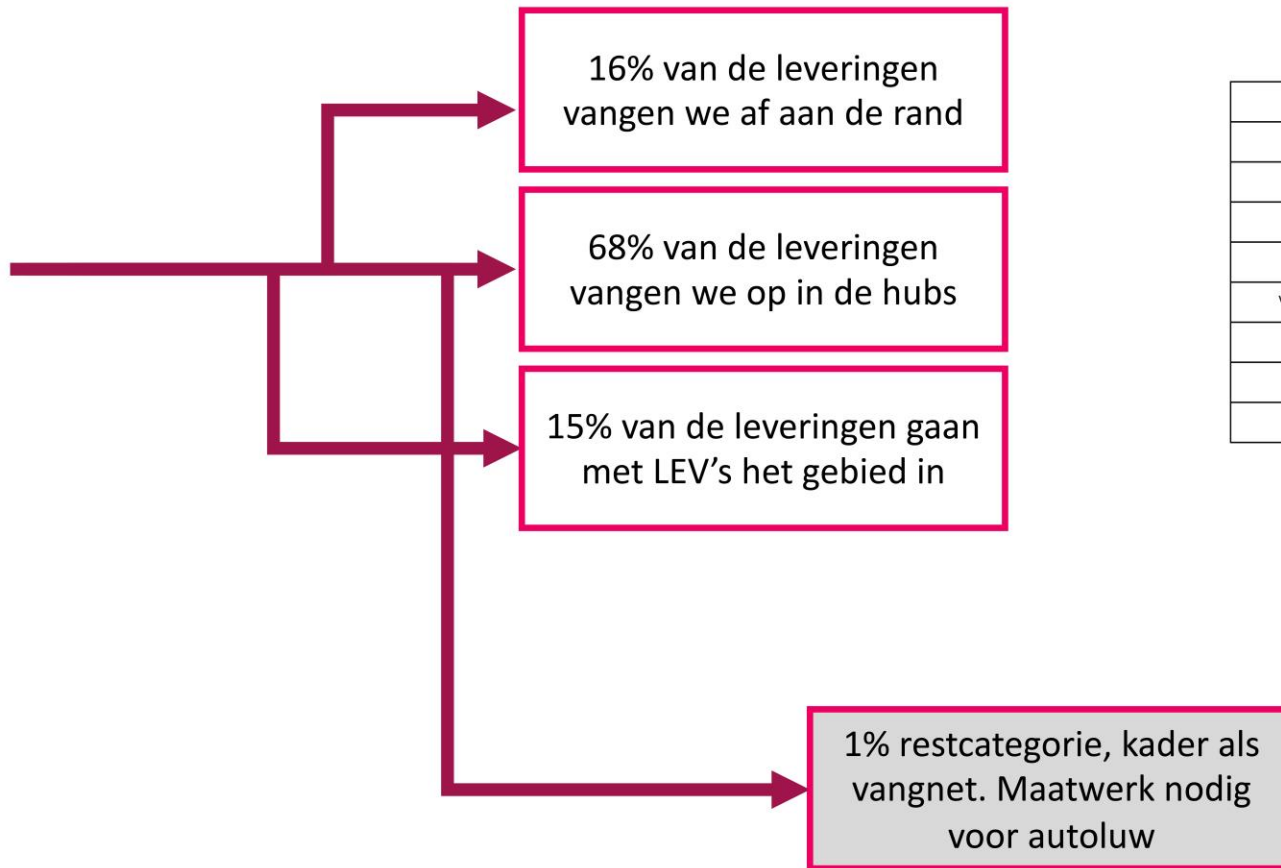 16% van de leveringen
vangen we af aan de rand
68% van de leveringen
vangen we op in de hubs
15% van de leveringen gaan
met LEV’s het gebied in
1% restcategorie, kader als
vangnet. Maatwerk nodig
voor autoluw